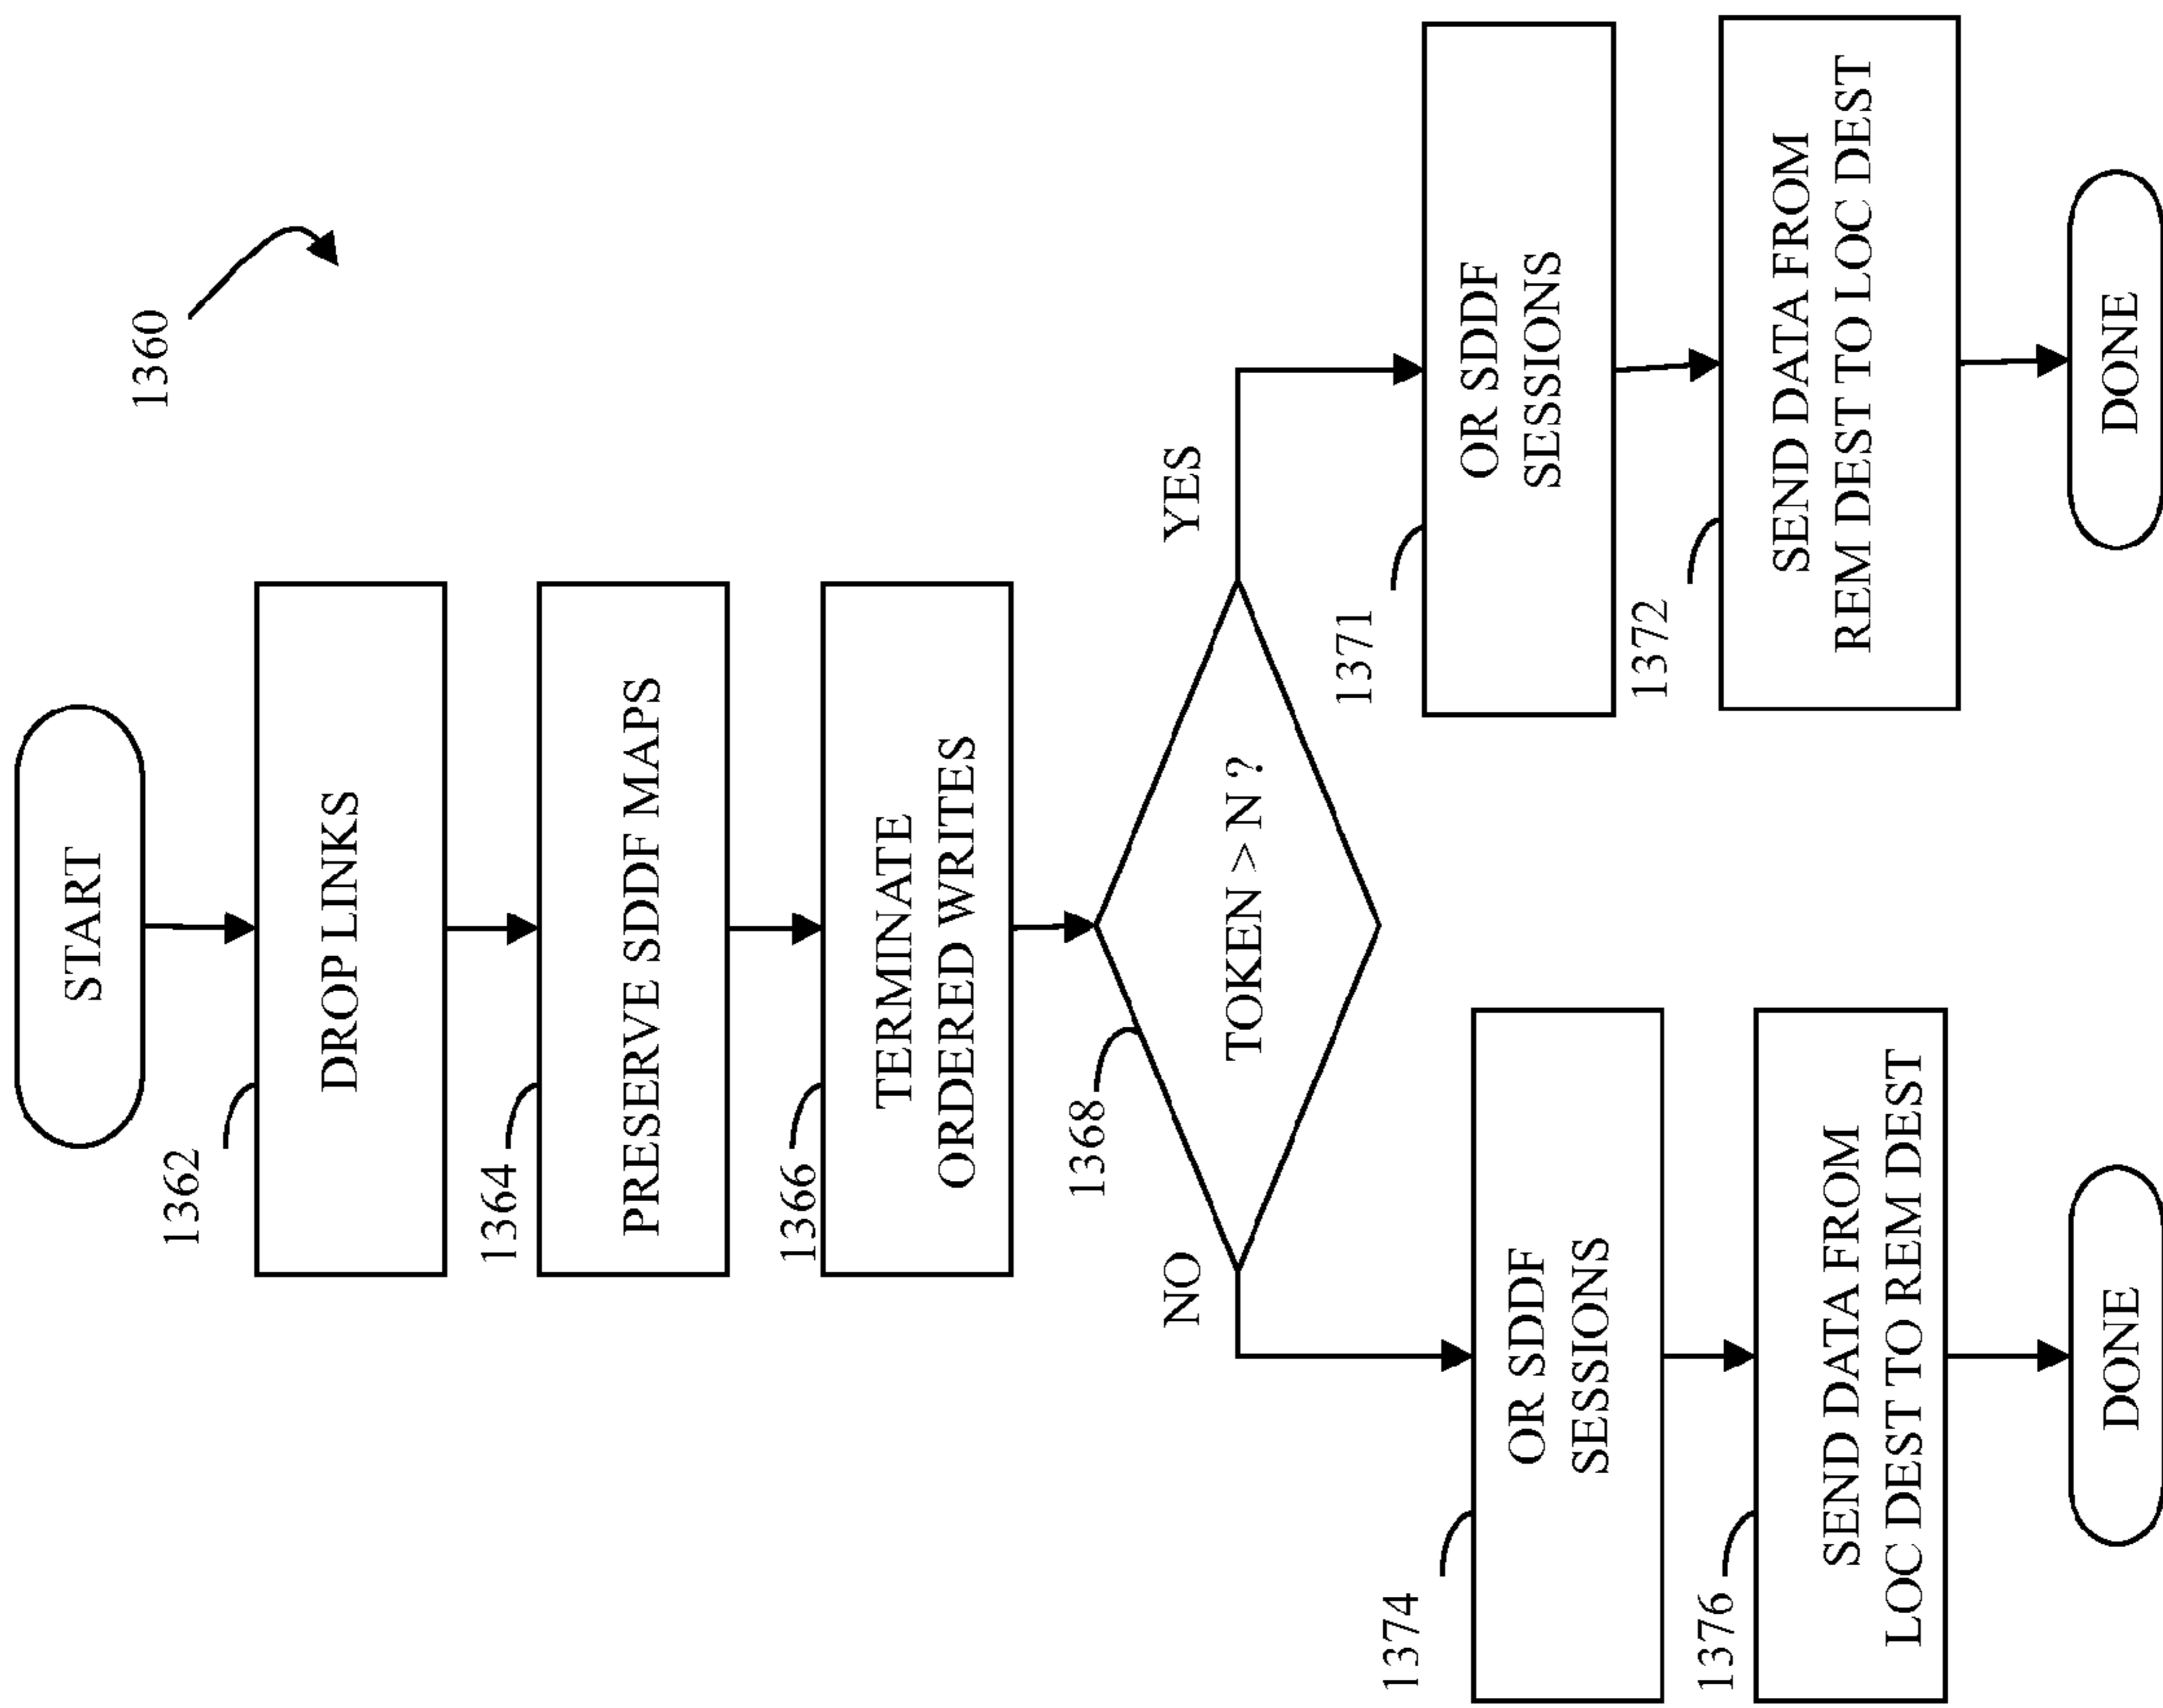 1360
START
1362
DROP LINKS
1364
PRESERVE SDDF MAPS
1366
TERMINATE
ORDERED WRITES
1368
TOKEN > N ?
NO
YES
1374
OR SDDF
SESSIONS
1376
SEND DATA FROM
LOC DEST TO REM DEST
DONE
1371
OR SDDF
SESSIONS
1372
SEND DATA FROM
REM DEST TO LOC DEST
DONE